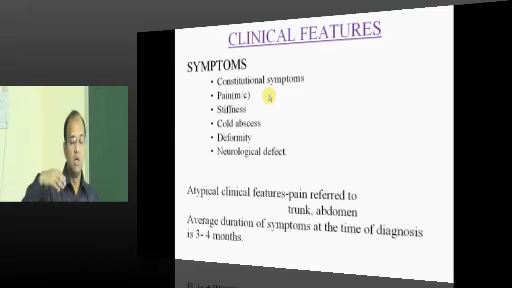 CLINICAL FEATURES
SYMPTOMS
• Constitutional symptoms
• Pain(m/c)
• Stiffness
• Cold abscess
• Deformity
• Neurological defect.
Atypical clinical features-pain referred to
trunk, abdomen
Average duration of symptoms at the time of diagnosis
is 3- 4 months.